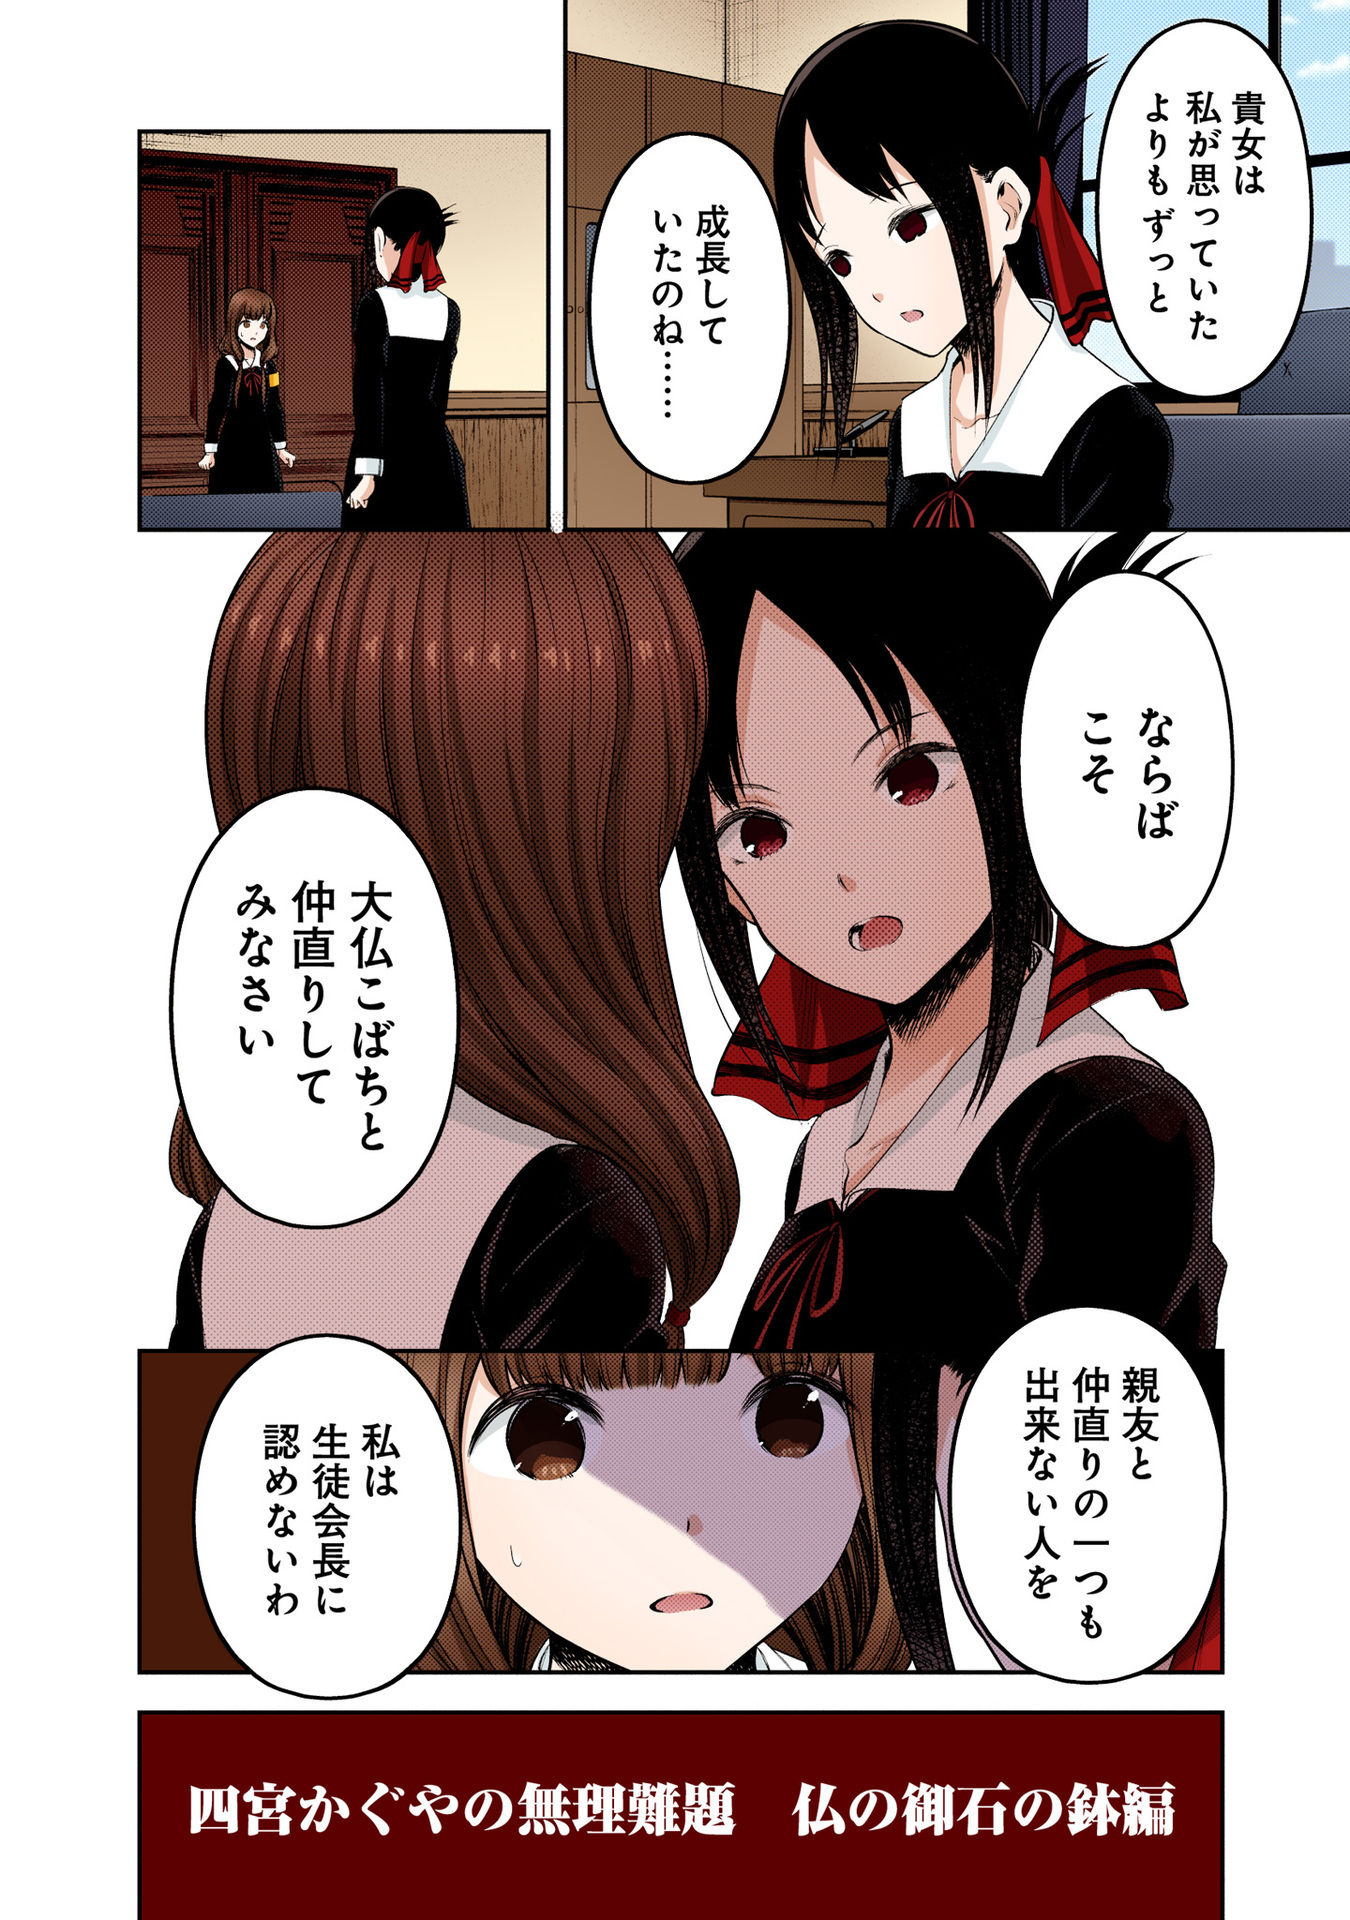 貴女は
私が思っていた
よりもずっと
成長して
いたのね……
ならば
こそ
大仏こばちと
仲直りして
みなさい
親友と
仲直りの一つも
出来ない人を
私は
生徒会長に
認めないわ
四宮かぐやの無理難題　仏の御石の鉢編